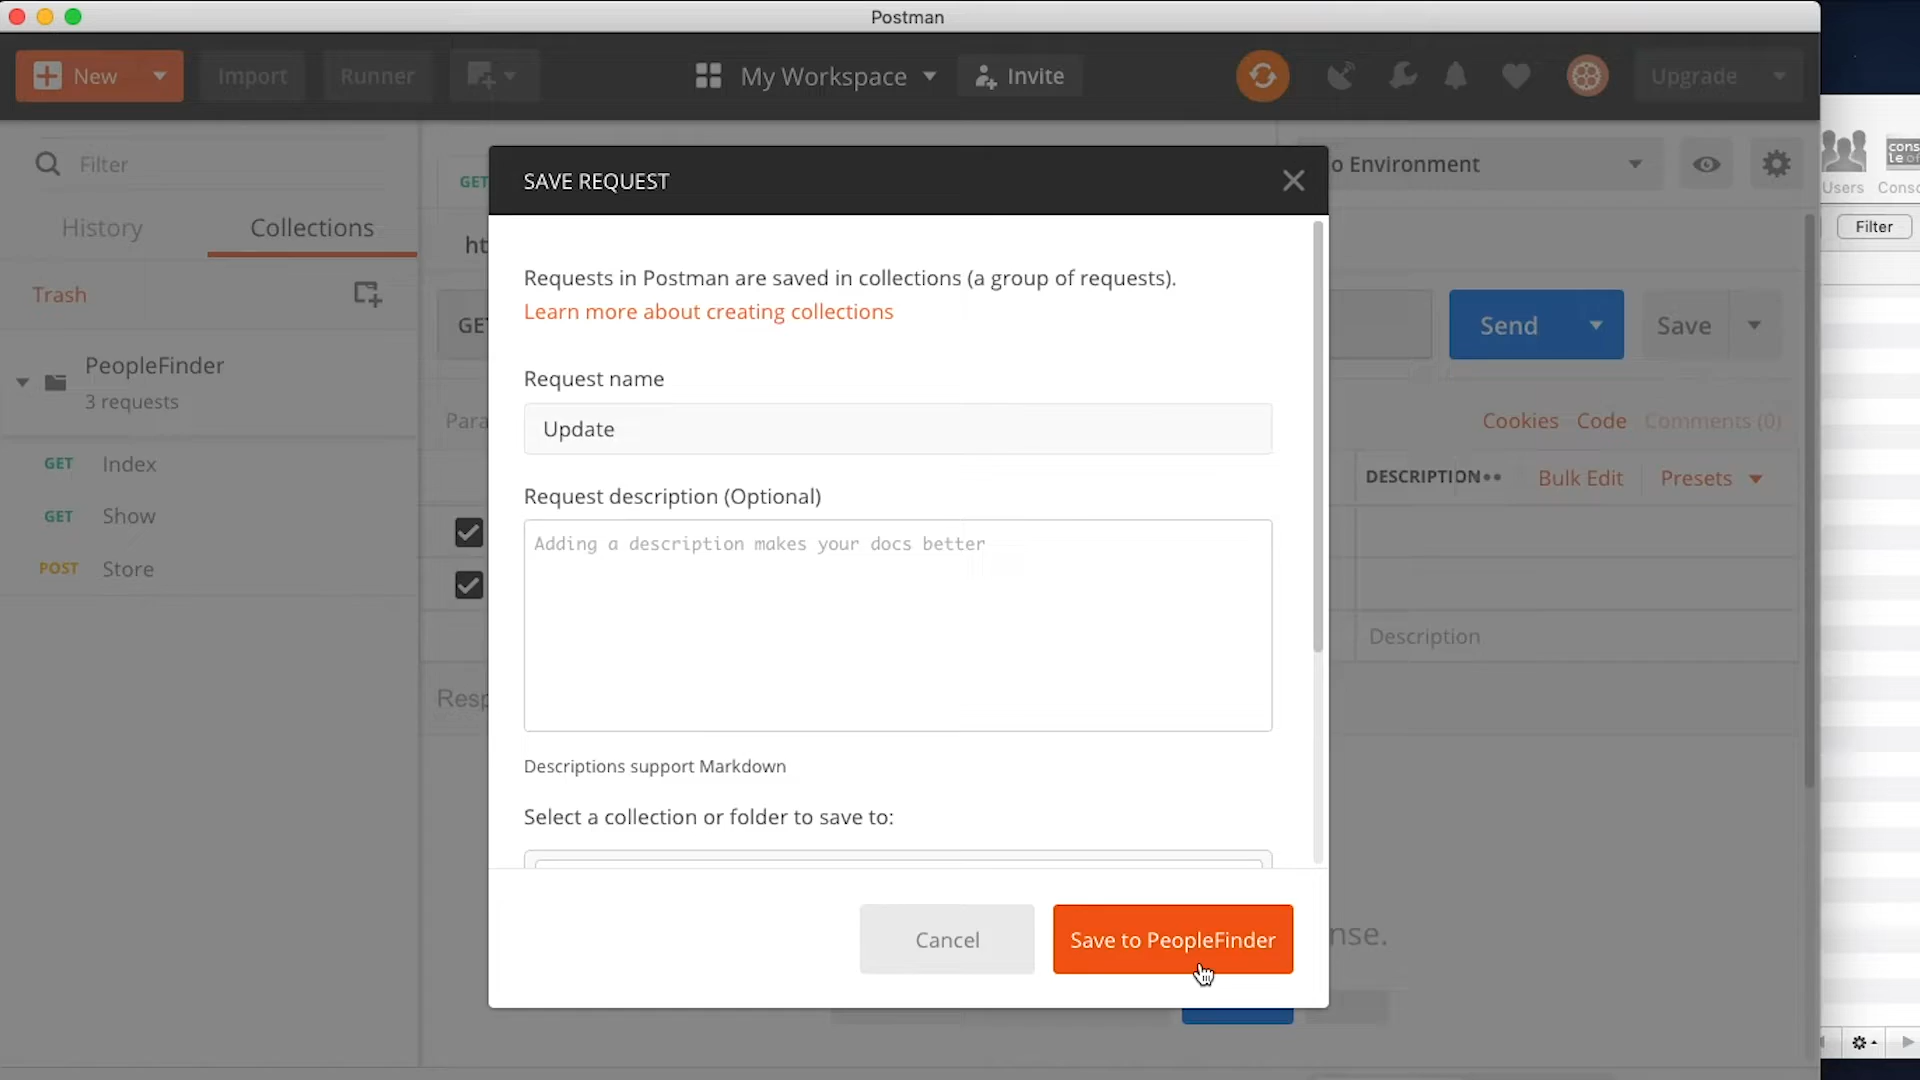 Postman
New
Import
Runner
My Workspace
Invite
Upgrade
Filter
GET
o Environment
Users
Filter
History
Collections
Trash
PeopleFinder
3 requests
GET Index
GET Show
POST Store
SAVE REQUEST
Requests in Postman are saved in collections (a group of requests).
Learn more about creating collections
Request name
Update
Request description (Optional)
Adding a description makes your docs better
Descriptions support Markdown
Select a collection or folder to save to:
Cancel
Save to PeopleFinder
Send
Save
Cookies
Code
Comments (0)
DESCRIPTION
Bulk Edit
Presets
Description
nse.